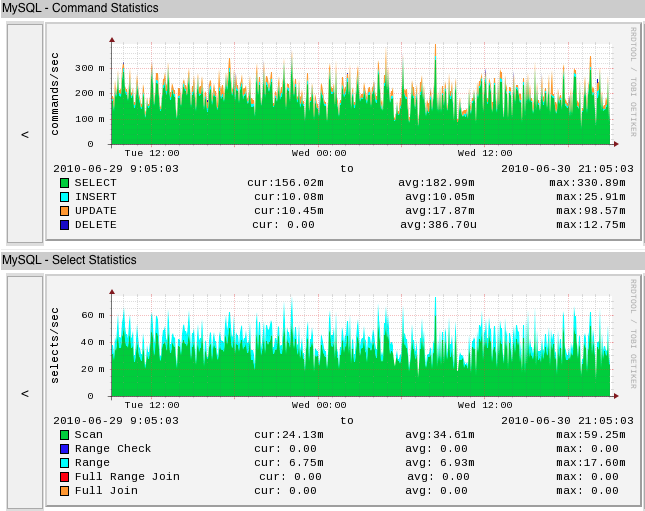 MySQL - Command Statistics
<
commands/sec
300 m
200 m
100 m
0
Tue 12:00 Wed 00:00 Wed 12:00
RRDTOOL / TOBI OETIKER
2010-06-29 9:05:03 to 2010-06-30 21:05:03
SELECT cur:156.02m avg:182.99m max:330.89m
INSERT cur:10.08m avg:10.05m max:25.91m
UPDATE cur:10.45m avg:17.87m max:98.57m
DELETE cur: 0.00 avg:386.70u max:12.75m
MySQL - Select Statistics
<
selects/sec
60 m
40 m
20 m
0
Tue 12:00 Wed 00:00 Wed 12:00
RRDTOOL / TOBI OETIKER
2010-06-29 9:05:03 to 2010-06-30 21:05:03
Scan cur:24.13m avg:34.61m max:59.25m
Range Check cur: 0.00 avg: 0.00 max: 0.00
Range cur: 6.75m avg: 6.93m max:17.60m
Full Range Join cur: 0.00 avg: 0.00 max: 0.00
Full Join cur: 0.00 avg: 0.00 max: 0.00